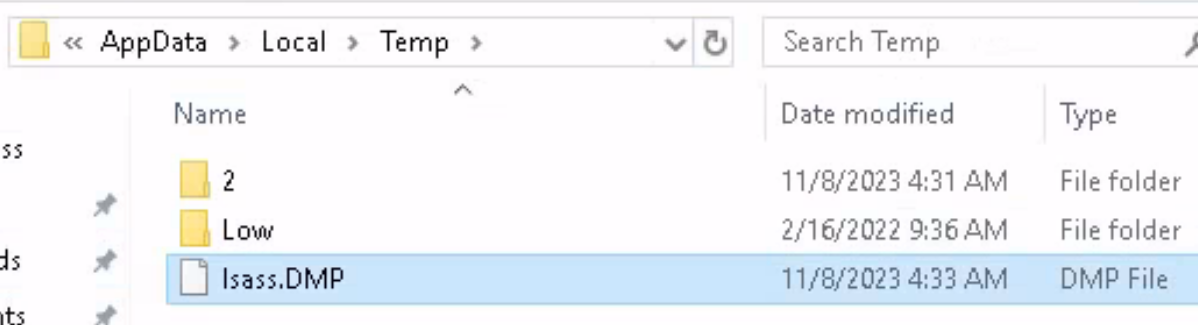 « AppData > Local > Temp > Search Temp
Name Date modified Type
ss
2 11/8/2023 4:31 AM File folder
Low 2/16/2022 9:36 AM File folder
ds
lsass.DMP 11/8/2023 4:33 AM DMP File
nts